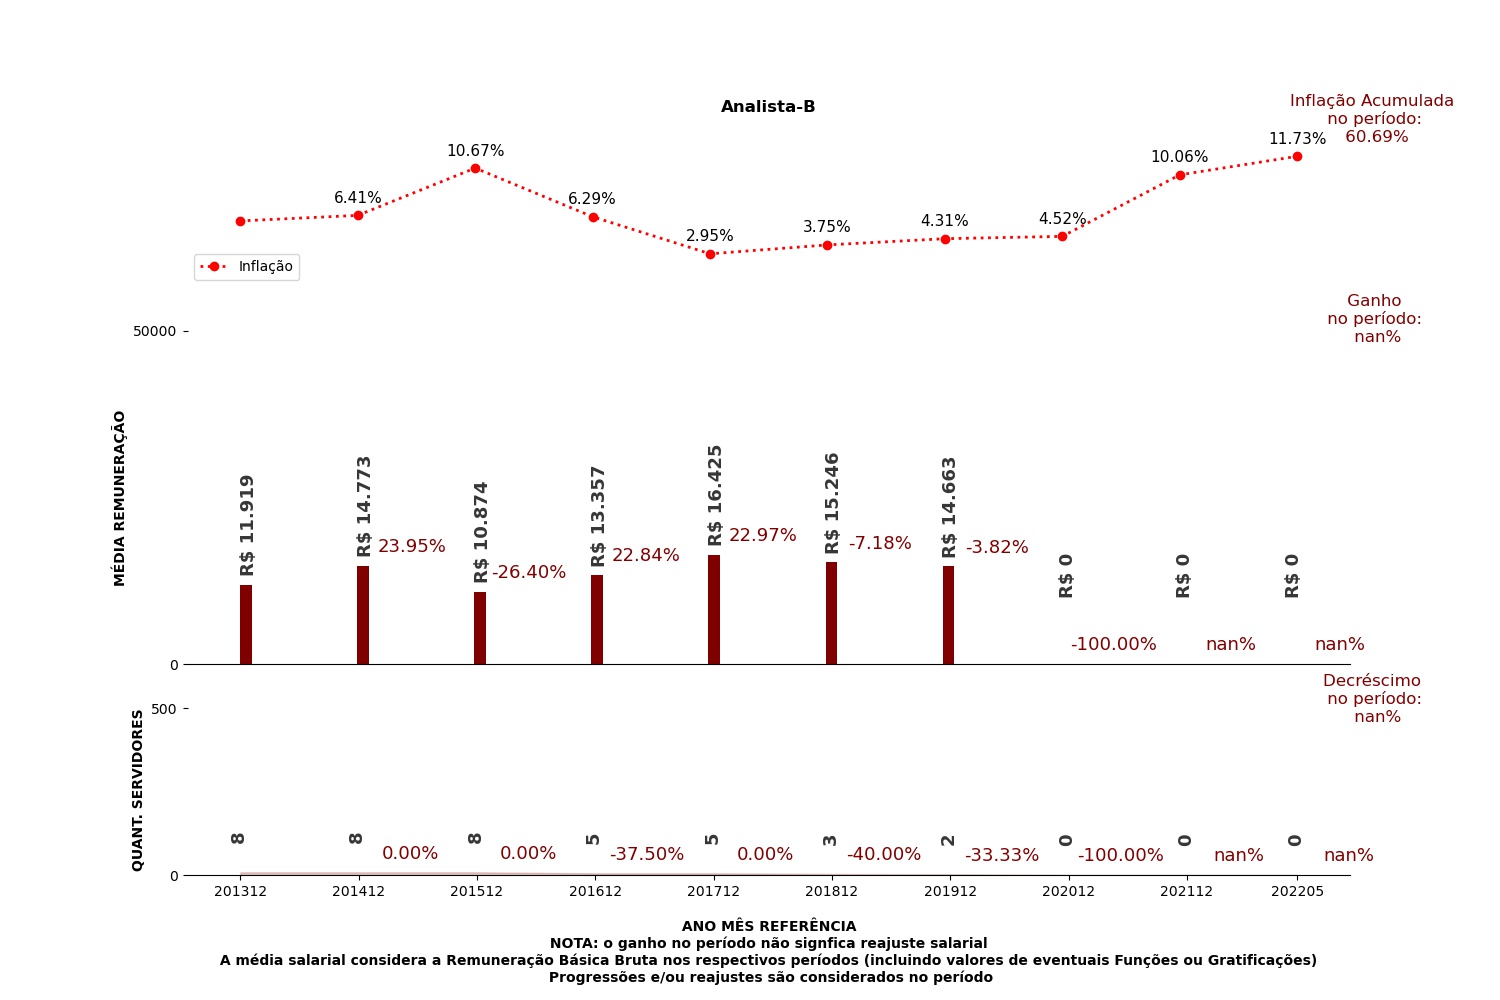 Analista-B
Inflação Acumulada
no período:
60.69%
6.41%
10.67%
6.29%
2.95%
3.75%
4.31%
4.52%
10.06%
11.73%
Inflação
Ganho
no período:
nan%
50000
0
MÉDIA REMUNERAÇÃO
R$ 11.919
R$ 14.773
R$ 10.874
R$ 13.357
R$ 16.425
R$ 15.246
R$ 14.663
R$ 0
R$ 0
R$ 0
23.95%
-26.40%
22.84%
22.97%
-7.18%
-3.82%
-100.00%
nan%
nan%
Decréscimo
no período:
nan%
500
0
QUANT. SERVIDORES
8
8
8
5
5
3
2
0
0
0
0.00%
0.00%
-37.50%
0.00%
-40.00%
-33.33%
-100.00%
nan%
nan%
201312
201412
201512
201612
201712
201812
201912
202012
202112
202205
ANO MÊS REFERÊNCIA
NOTA: o ganho no período não signfica reajuste salarial
A média salarial considera a Remuneração Básica Bruta nos respectivos períodos (incluindo valores de eventuais Funções ou Gratificações)
Progressões e/ou reajustes são considerados no período